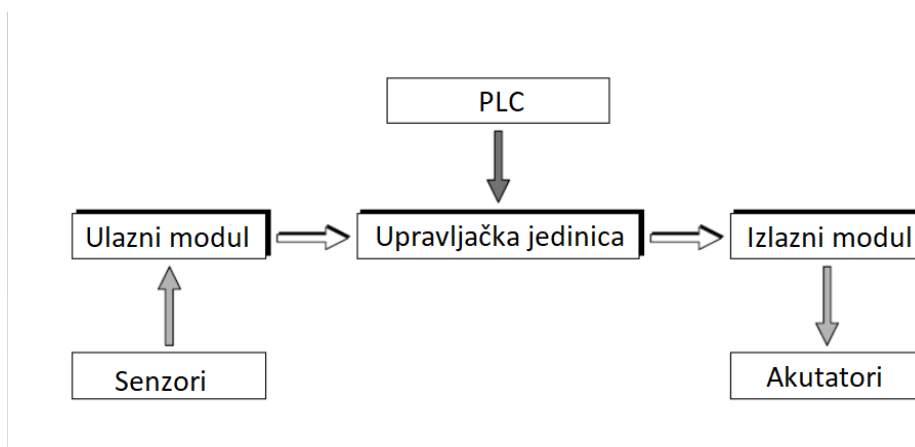 PLC
Ulazni modul
Upravljačka jedinica
Izlazni modul
Senzori
Akutatori